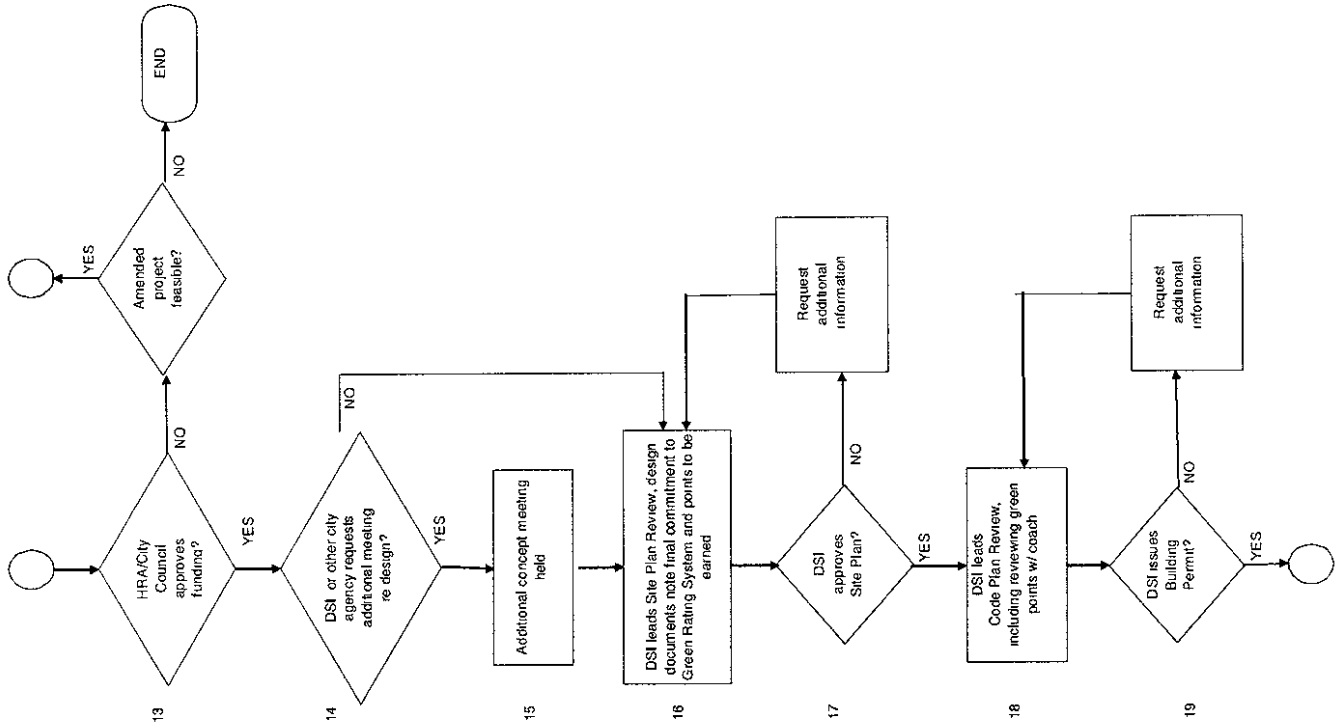 13
HRA/City
Council
approves
funding?
NO
YES
Amended
project
feasible?
YES
NO
END
14
DSI or other city
agency requests
additional meeting
re design?
NO
YES
15
Additional concept meeting
held
16
DSI leads Site Plan Review, design
documents note final commitment to
Green Rating System and points to be
earned
17
DSI
approves
Site Plan?
NO
YES
Request
additional
information
18
DSI leads
Code Plan Review,
including reviewing green
points w/ coach
19
DSI issues
Building
Permit?
NO
YES
Request
additional
information